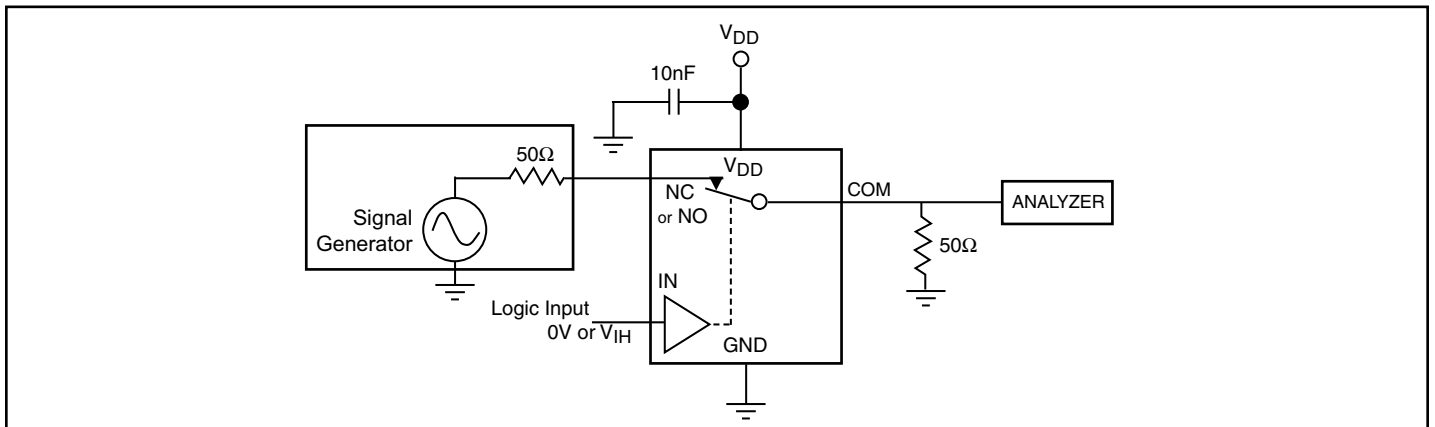 VDD
10nF
50Ω
VDD
NC
or NO
COM
ANALYZER
Signal
Generator
50Ω
IN
Logic Input
0V or VIH
GND